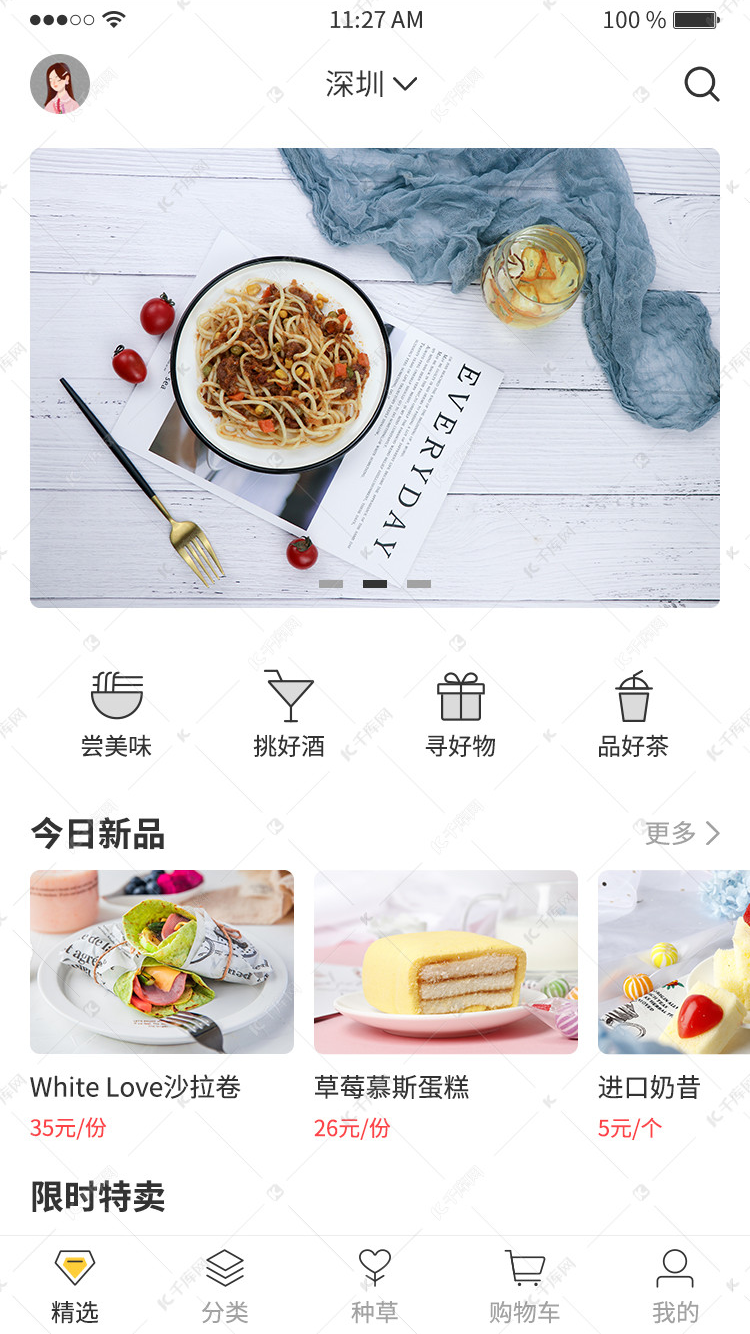 11:27 AM
100 %
深圳
EVERYDAY
尝美味
挑好酒
寻好物
品好茶
今日新品
更多
White Love沙拉卷
草莓慕斯蛋糕
进口奶昔
35元/份
26元/份
5元/个
限时特卖
精选
分类
种草
购物车
我的
千库网